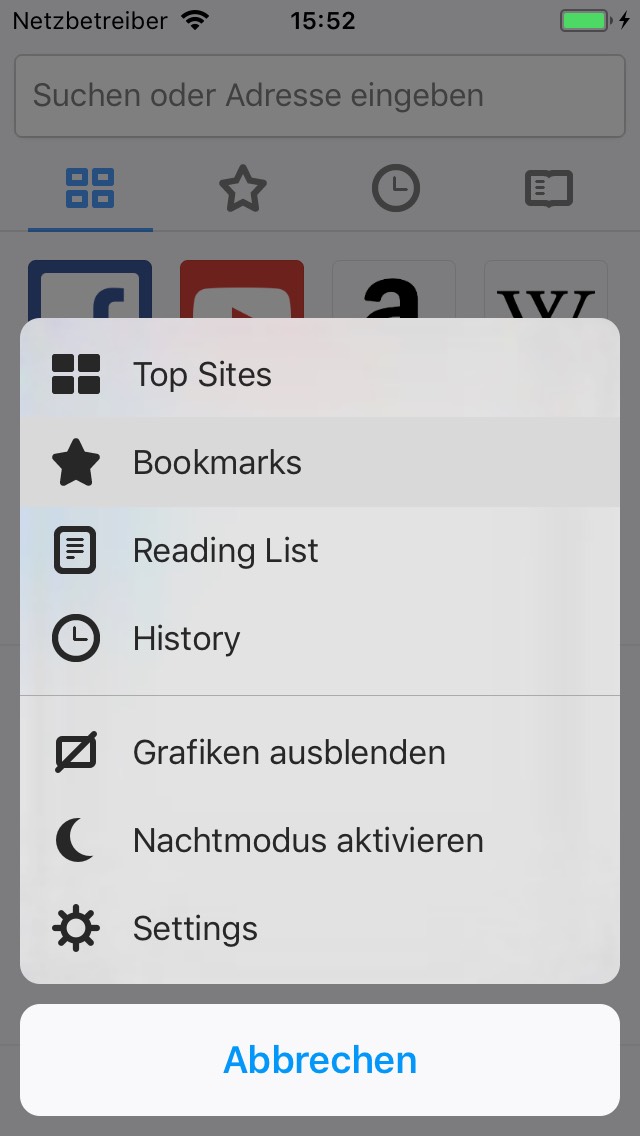 Netzbetreiber 15:52
Suchen oder Adresse eingeben
Top Sites
Bookmarks
Reading List
History
Grafiken ausblenden
Nachtmodus aktivieren
Settings
Abbrechen